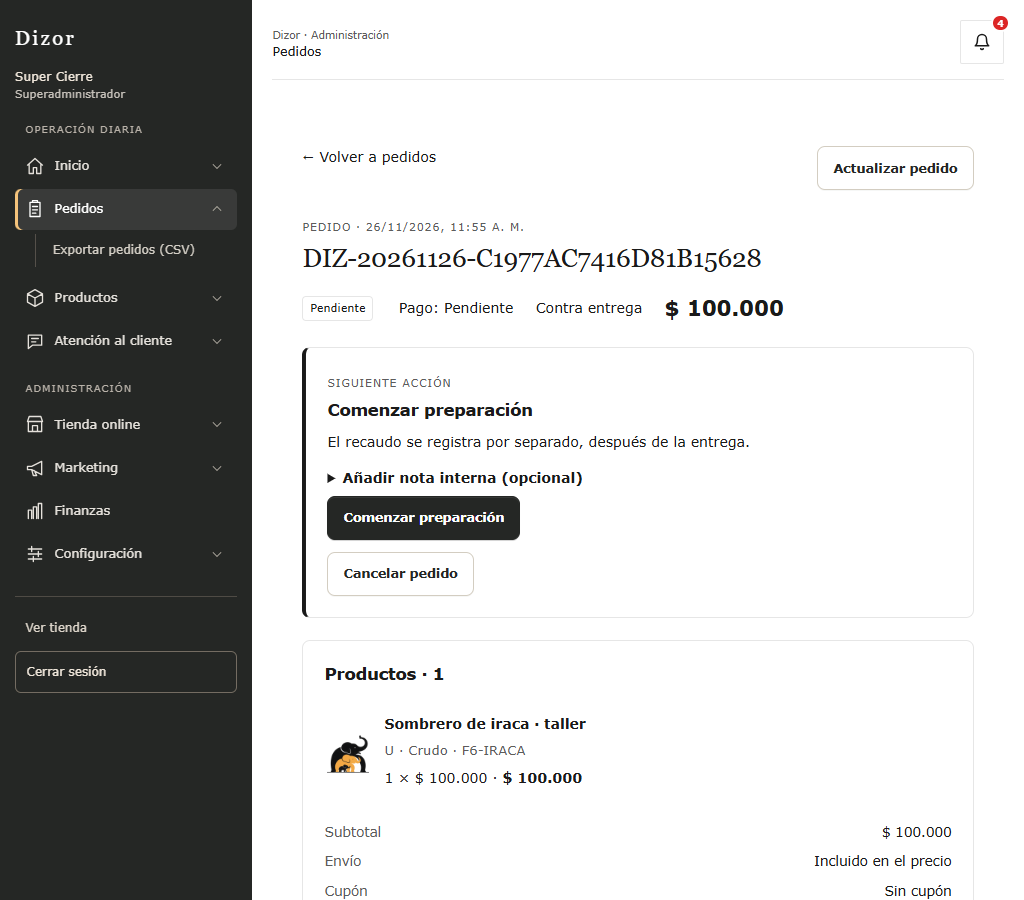 Dizor
Super Cierre
Superadministrador
OPERACIÓN DIARIA
Inicio
Pedidos
Exportar pedidos (CSV)
Productos
Atención al cliente
ADMINISTRACIÓN
Tienda online
Marketing
Finanzas
Configuración
Ver tienda
Cerrar sesión
Dizor · Administración
Pedidos
4
← Volver a pedidos
Actualizar pedido
PEDIDO · 26/11/2026, 11:55 A. M.
DIZ-20261126-C1977AC7416D81B15628
Pendiente Pago: Pendiente Contra entrega $ 100.000
SIGUIENTE ACCIÓN
Comenzar preparación
El recaudo se registra por separado, después de la entrega.
▶ Añadir nota interna (opcional)
Comenzar preparación
Cancelar pedido
Productos · 1
Sombrero de iraca · taller
U · Crudo · F6-IRACA
1 × $ 100.000 · $ 100.000
Subtotal $ 100.000
Envío Incluido en el precio
Cupón Sin cupón